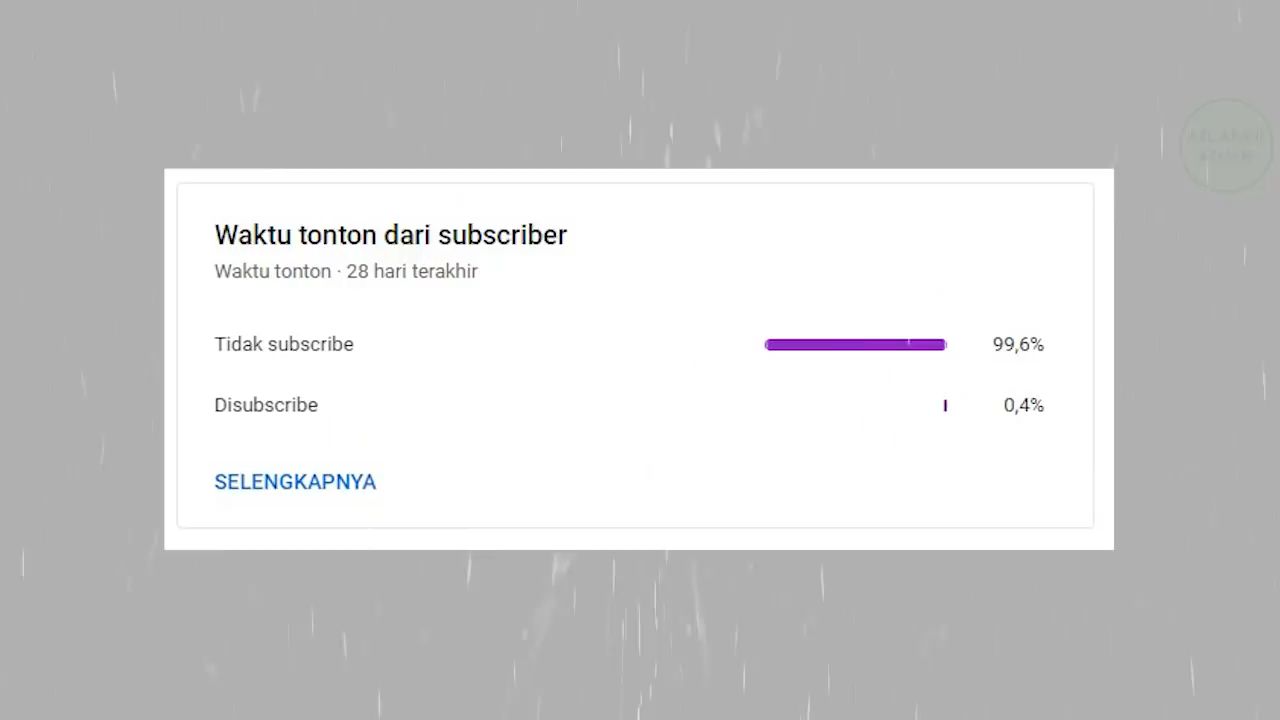 Waktu tonton dari subscriber
Waktu tonton · 28 hari terakhir
Tidak subscribe 99,6%
Disubscribe 0,4%
SELENGKAPNYA